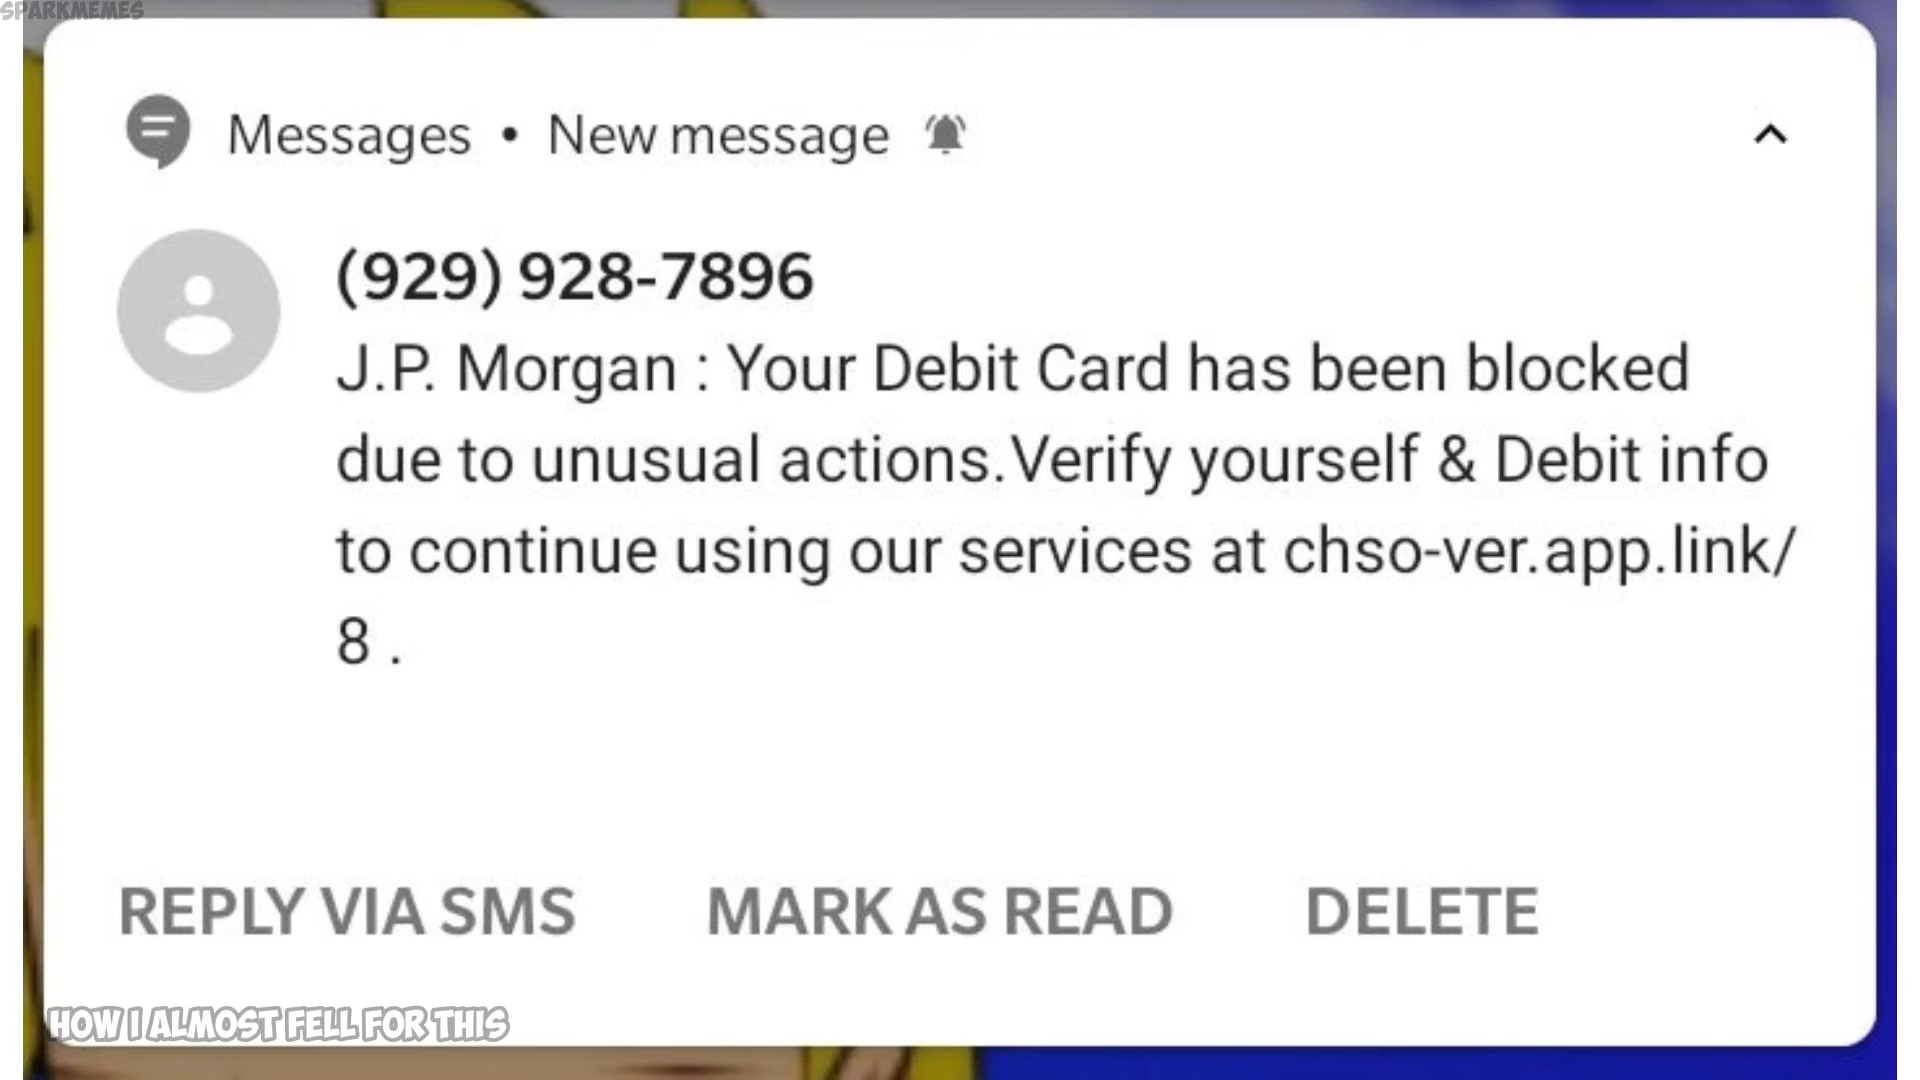 SPARKMEMES
Messages • New message
(929) 928-7896
J.P. Morgan : Your Debit Card has been blocked
due to unusual actions.Verify yourself & Debit info
to continue using our services at chso-ver.app.link/
8 .
REPLY VIA SMS MARK AS READ DELETE
HOW I ALMOST FELL FOR THIS